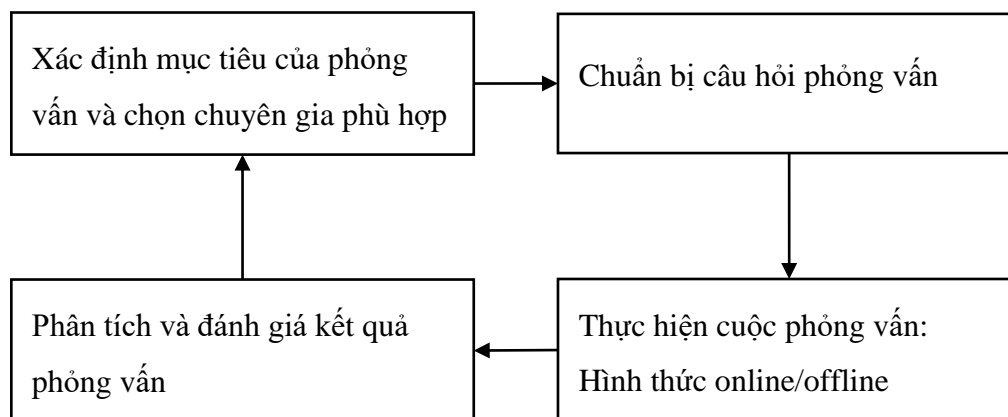 Xác định mục tiêu của phỏng
vấn và chọn chuyên gia phù hợp
Chuẩn bị câu hỏi phỏng vấn
Thực hiện cuộc phỏng vấn:
Hình thức online/offline
Phân tích và đánh giá kết quả
phỏng vấn